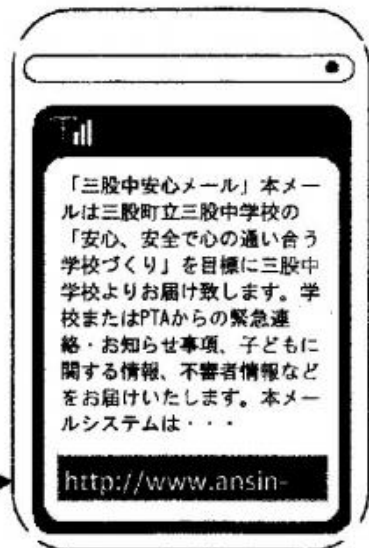 「三股中安心メール」本メー
ルは三股町立三股中学校の
「安心、安全で心の通い合う
学校づくり」を目標に三股中
学校よりお届け致します。学
校またはPTAからの緊急連
絡・お知らせ事項、子どもに
関する情報、不審者情報など
をお届けいたします。本メー
ルシステムは・・・
http://www.ansin-